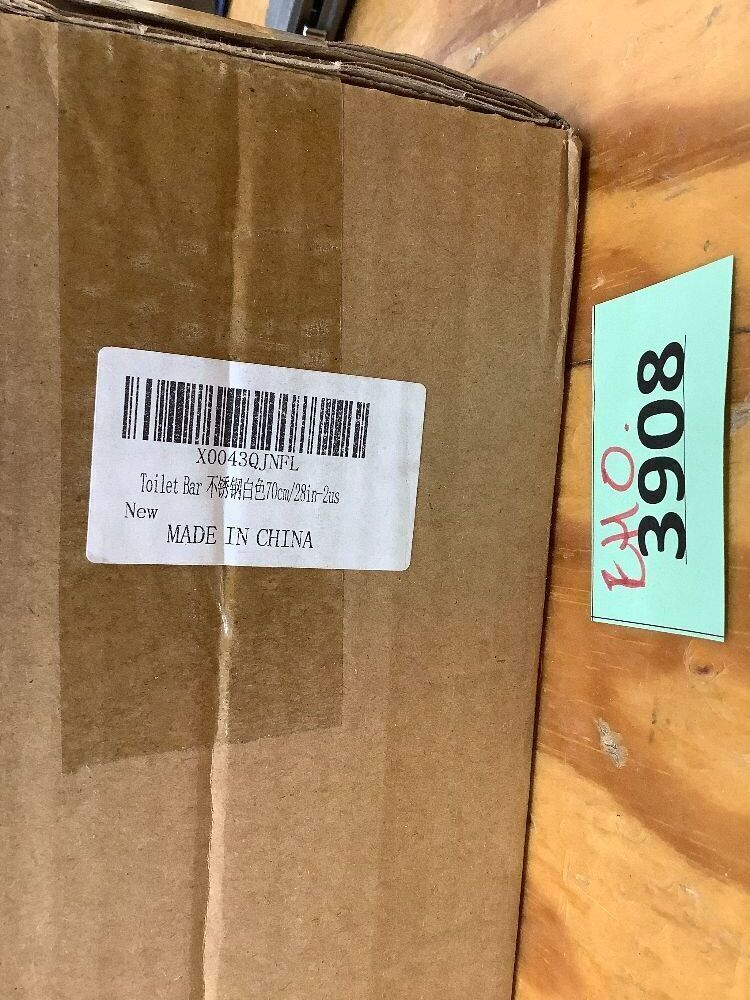 X0043QJNFL
Toilet Bar 不锈钢白色70cm/28in-2us
New
MADE IN CHINA
EHO.
3908